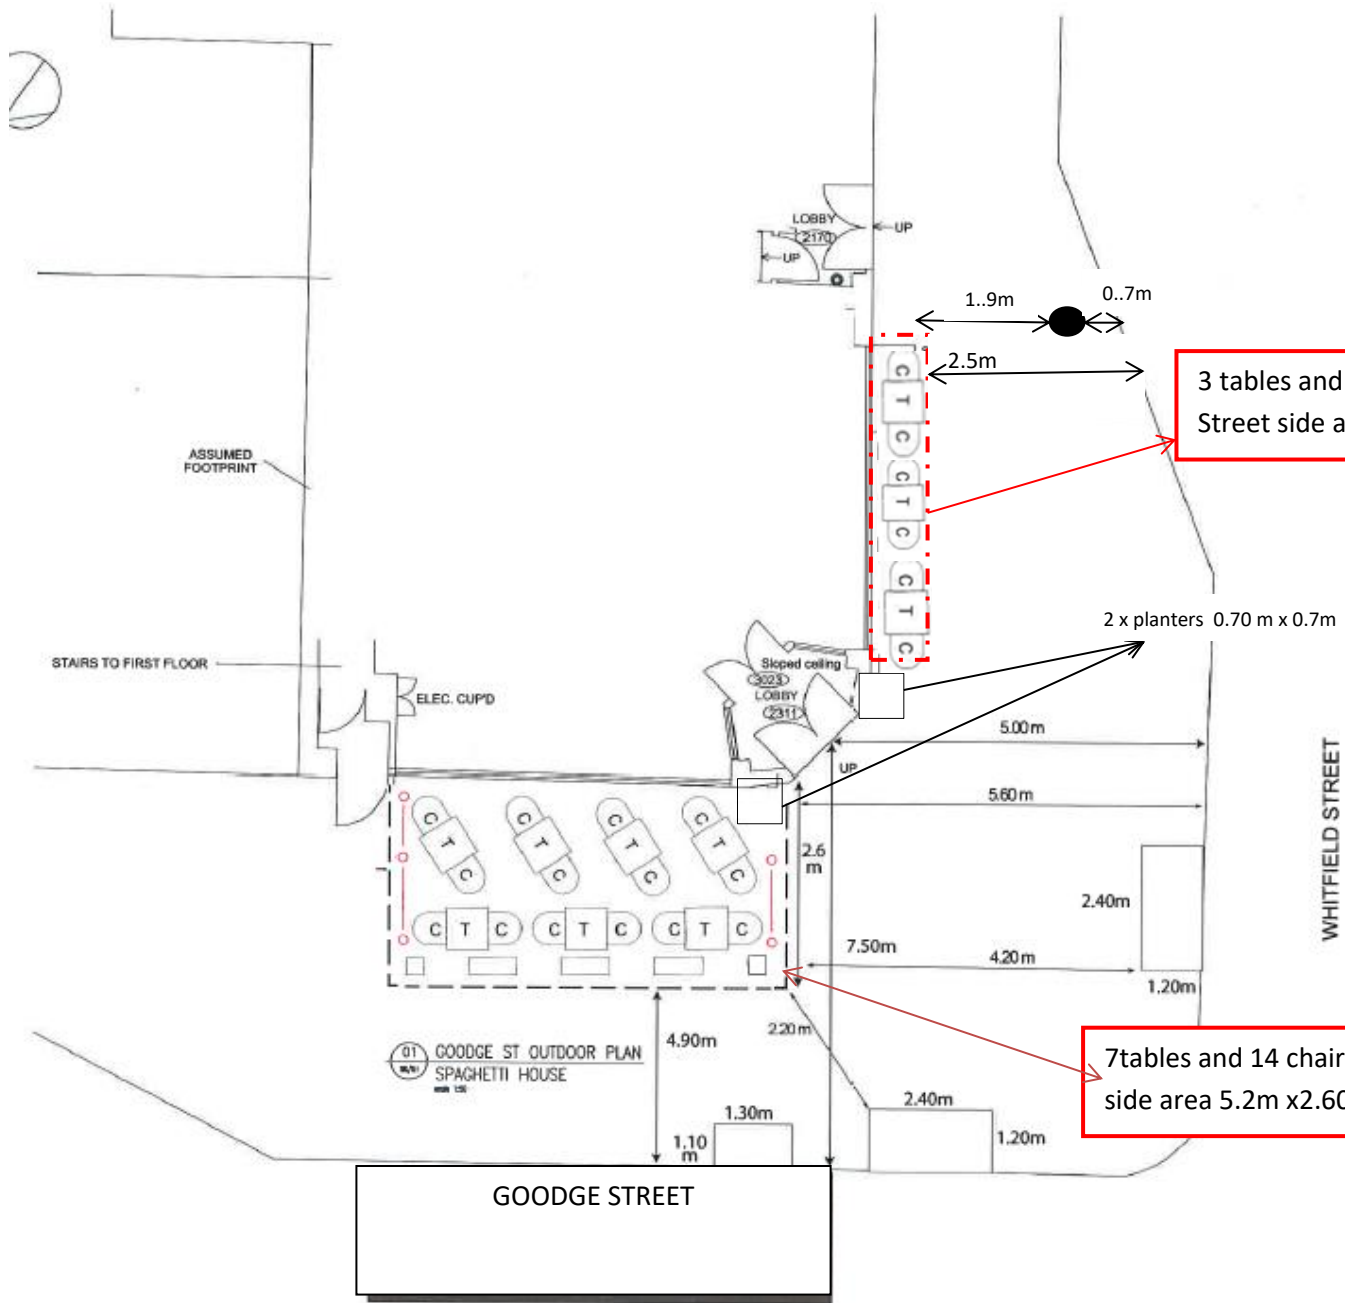 LOBBY
2170
UP
UP
1..9m
0..7m
2.5m
3 tables and
Street side a
C
T
C
C
T
C
C
T
C
ASSUMED
FOOTPRINT
2 x planters 0.70 m x 0.7m
STAIRS TO FIRST FLOOR
ELEC. CUP'D
Sloped ceiling
3023
LOBBY
2311
UP
5.00m
5.60m
WHITFIELD STREET
C
T
C
C
T
C
C
T
C
C
T
C
2.6
m
2.40m
C T C
C T C
C T C
7.50m
4.20m
1.20m
2.20m
4.90m
01
GOODGE ST OUTDOOR PLAN
SPAGHETTI HOUSE
7tables and 14 chair
side area 5.2m x2.60
1.30m
1.10
m
2.40m
1.20m
GOODGE STREET